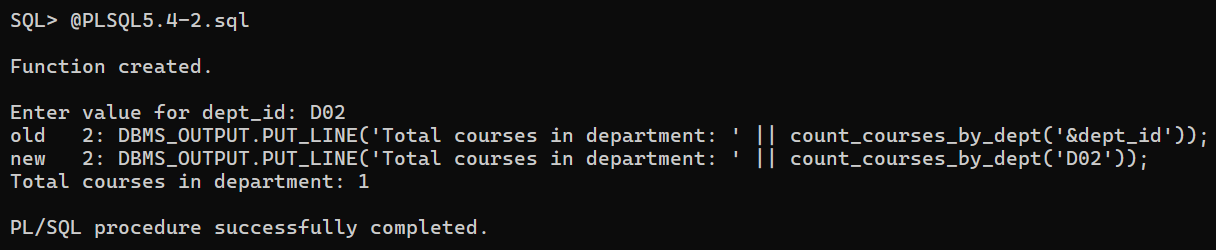 SQL> @PLSQL5.4-2.sql
Function created.
Enter value for dept_id: D02
old   2: DBMS_OUTPUT.PUT_LINE('Total courses in department: ' || count_courses_by_dept('&dept_id'));
new   2: DBMS_OUTPUT.PUT_LINE('Total courses in department: ' || count_courses_by_dept('D02'));
Total courses in department: 1
PL/SQL procedure successfully completed.